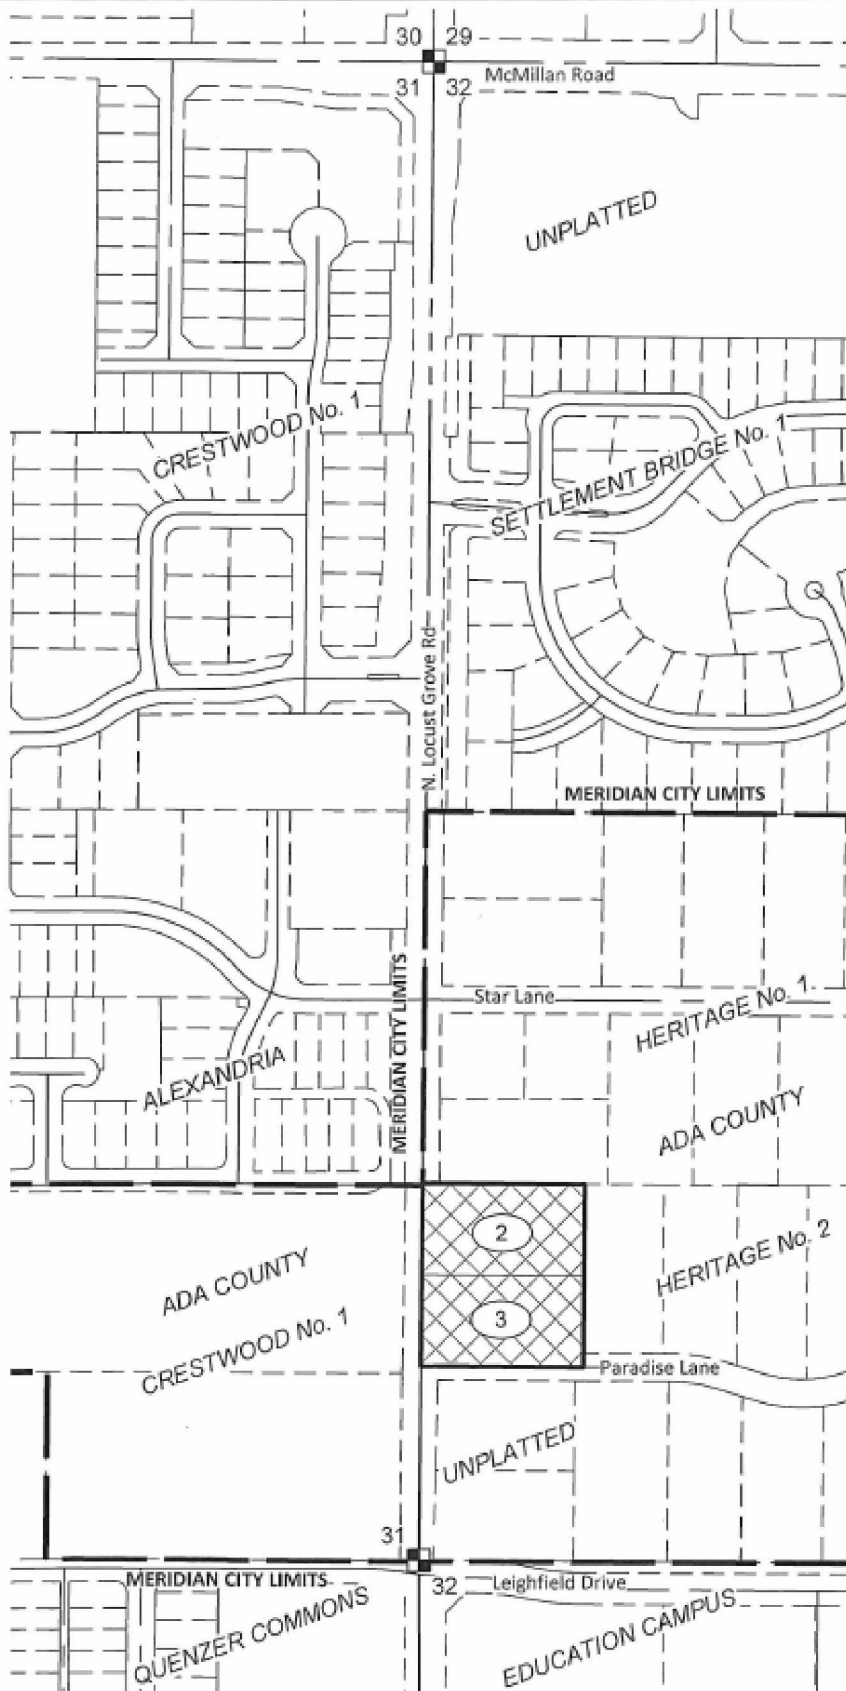 30 29
McMillan Road
31 32
UNPLATTED
CRESTWOOD No. 1
SETTLEMENT BRIDGE No. 1
N. Locust Grove Rd
MERIDIAN CITY LIMITS
MERIDIAN CITY LIMITS
Star Lane
HERITAGE No. 1
ALEXANDRIA
ADA COUNTY
2
HERITAGE No. 2
ADA COUNTY
3
CRESTWOOD No. 1
Paradise Lane
UNPLATTED
31
MERIDIAN CITY LIMITS
32
Leighfield Drive
QUENZER COMMONS
EDUCATION CAMPUS